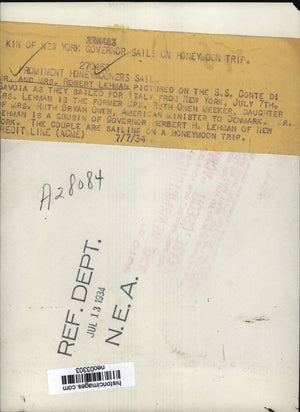 KIN OF NEW YORK GOVERNOR SAILS ON HONEYMOON TRIP.
270463
PROMINENT HONEYMOONERS SAIL
MR. AND MRS. ROBERT LEHMAN PICTURED ON THE S.S. CONTE DI
SAVOIA AS THEY SAILED FOR ITALY FROM NEW YORK, JULY 7TH.
MRS. LEHMAN IS THE FORMER MRS. RUTH OWEN MEEKER, DAUGHTER
OF MRS. RUTH BRYAN OWEN, AMERICAN MINISTER TO DENMARK. MR.
LEHMAN IS A COUSIN OF GOVERNOR HERBERT H. LEHMAN OF NEW
YORK. THE COUPLE ARE SAILING ON A HONEYMOON TRIP.
CREDIT LINE (ACME) 7/7/34
A28084
REF. DEPT.
JUL 13 1934
N. E. A.
historicimages.com
neo03303